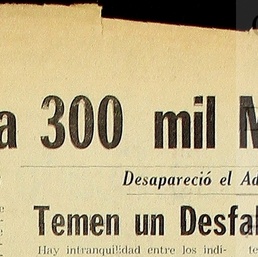 a 300 mil M
Desapareció el Ad
Temen un Desfal
Hay intranquilidad entre los indi-